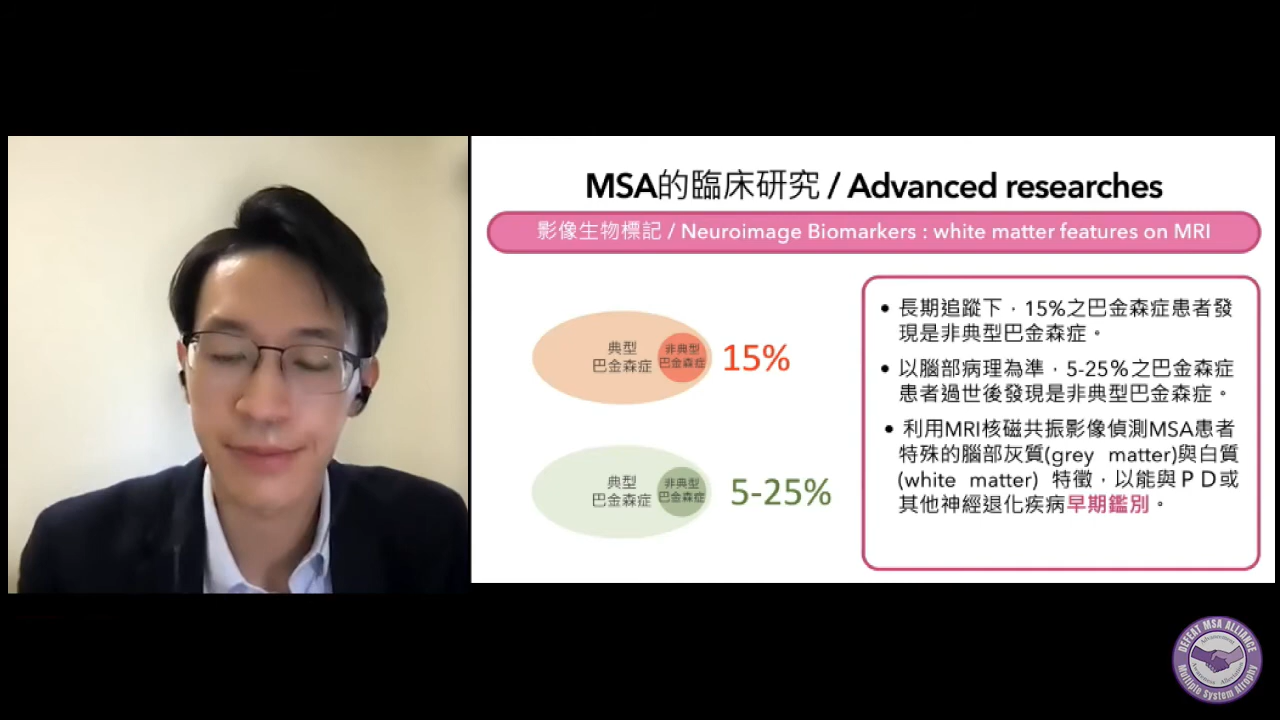 MSA的臨床研究 / Advanced researches
影像生物標記 / Neuroimage Biomarkers : white matter features on MRI
典型
巴金森症
非典型
巴金森症
15%
典型
巴金森症
非典型
巴金森症
5-25%
• 長期追蹤下，15%之巴金森症患者發
現是非典型巴金森症。
• 以腦部病理為準，5-25%之巴金森症
患者過世後發現是非典型巴金森症。
• 利用MRI核磁共振影像偵測MSA患者
特殊的腦部灰質(grey matter)與白質
(white matter) 特徵，以能與ＰＤ或
其他神經退化疾病早期鑑別。
DEFEAT MSA ALLIANCE
Multiple System Atrophy